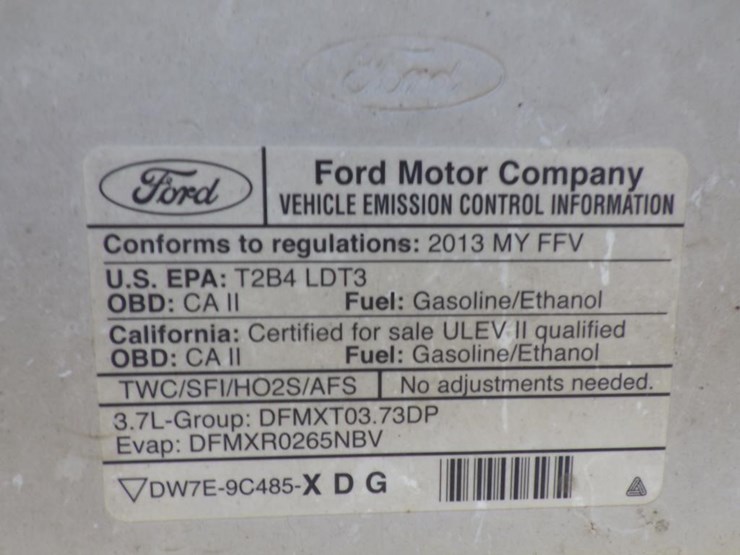 Ford
Ford
Ford Motor Company
VEHICLE EMISSION CONTROL INFORMATION
Conforms to regulations: 2013 MY FFV
U.S. EPA: T2B4 LDT3
OBD: CA II Fuel: Gasoline/Ethanol
California: Certified for sale ULEV II qualified
OBD: CA II Fuel: Gasoline/Ethanol
TWC/SFI/HO2S/AFS No adjustments needed.
3.7L-Group: DFMXT03.73DP
Evap: DFMXR0265NBV
DW7E-9C485-X D G